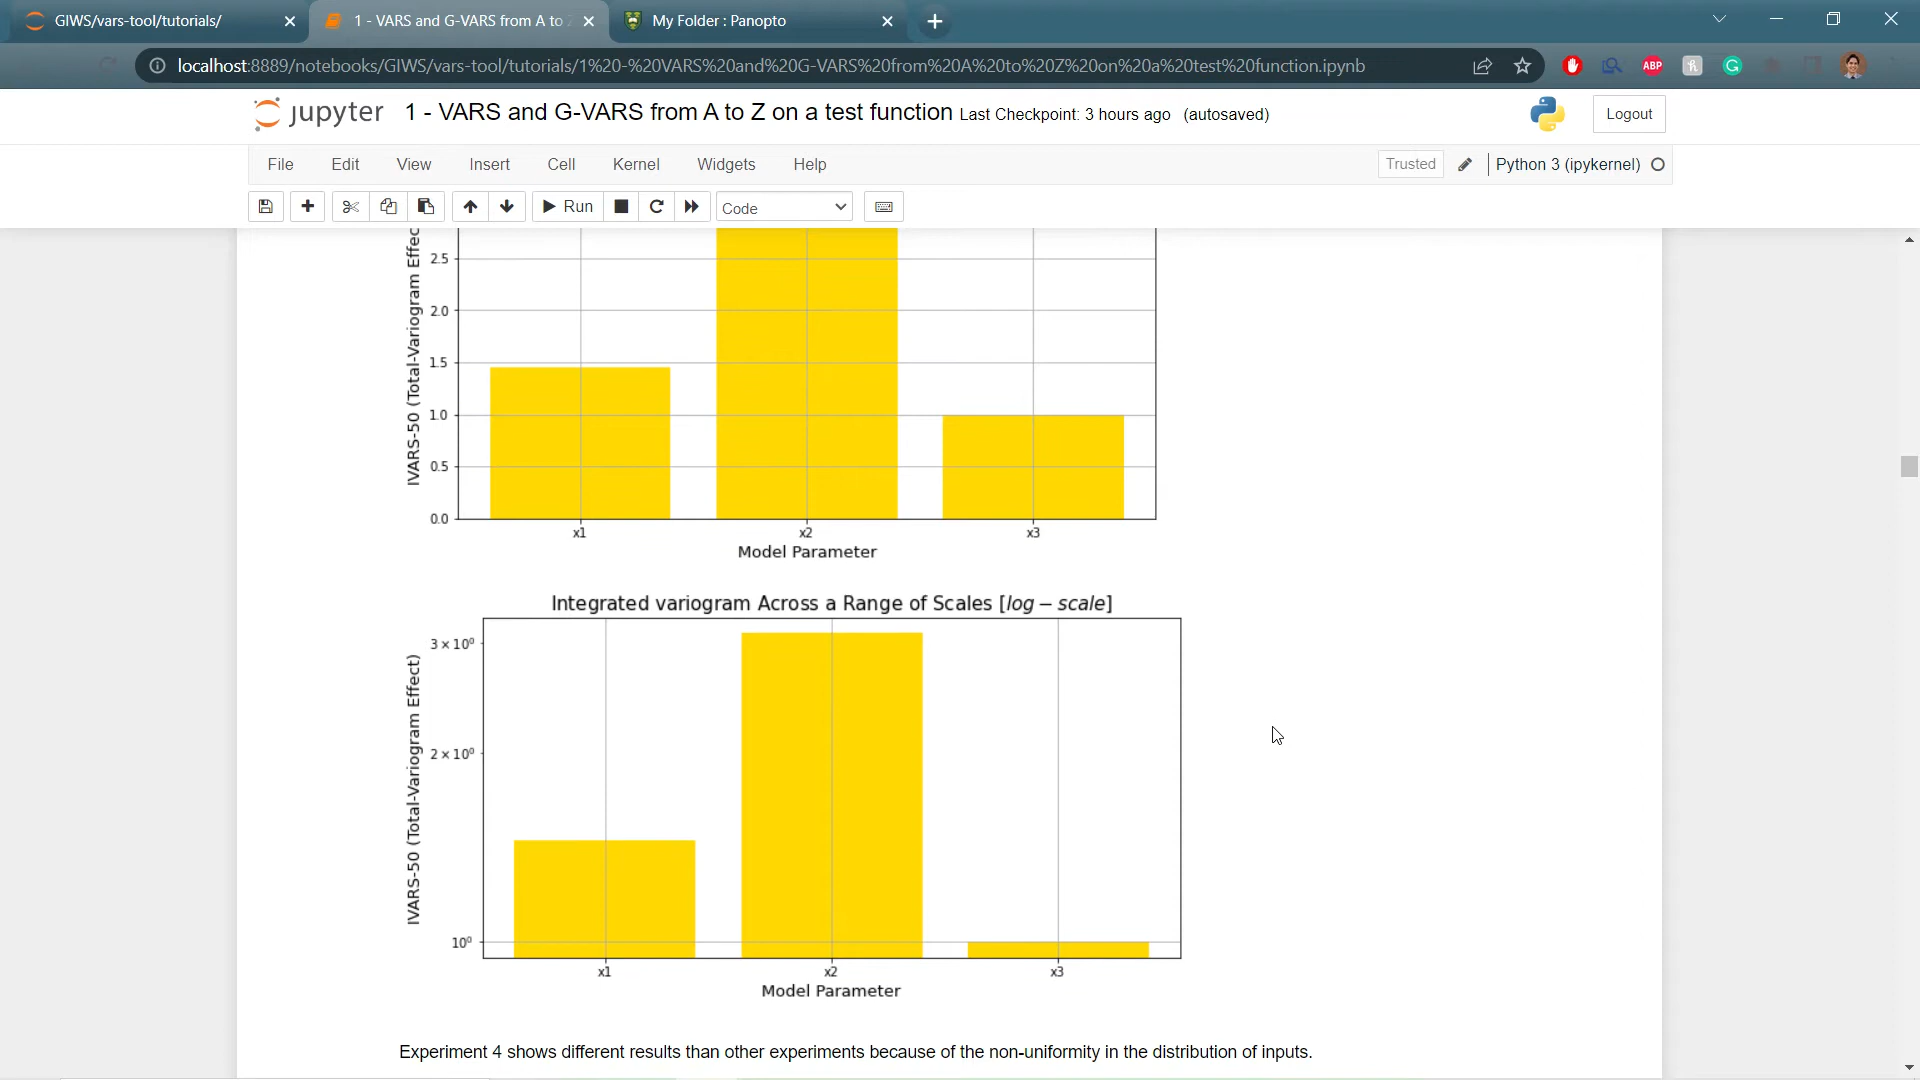 GIWS/vars-tool/tutorials/
1 - VARS and G-VARS from A to Z
My Folder : Panopto
localhost:8889/notebooks/GIWS/vars-tool/tutorials/1%20-%20VARS%20and%20G-VARS%20from%20A%20to%20Z%20on%20a%20test%20function.ipynb
ABP
jupyter
1 - VARS and G-VARS from A to Z on a test function
Last Checkpoint: 3 hours ago (autosaved)
Logout
File Edit View Insert Cell Kernel Widgets Help
Trusted
Python 3 (ipykernel)
Run
Code
IVARS-50 (Total-Variogram Effec
2.5
2.0
1.5
1.0
0.5
0.0
x1 x2 x3
Model Parameter
Integrated variogram Across a Range of Scales [log − scale]
IVARS-50 (Total-Variogram Effect)
3 × 10⁰
2 × 10⁰
10⁰
x1 x2 x3
Model Parameter
Experiment 4 shows different results than other experiments because of the non-uniformity in the distribution of inputs.